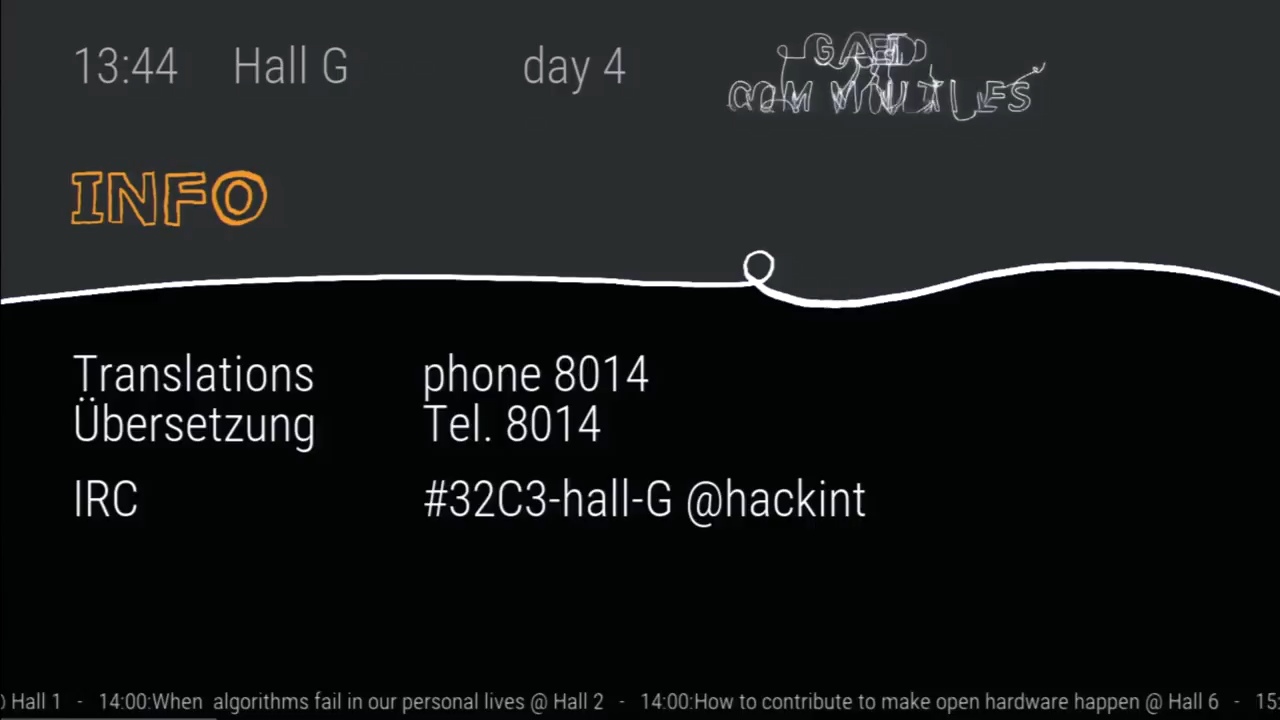 13:44 Hall G day 4
INFO
Translations phone 8014
Übersetzung Tel. 8014
IRC #32C3-hall-G @hackint
) Hall 1 - 14:00:When algorithms fail in our personal lives @ Hall 2 - 14:00:How to contribute to make open hardware happen @ Hall 6 - 15: